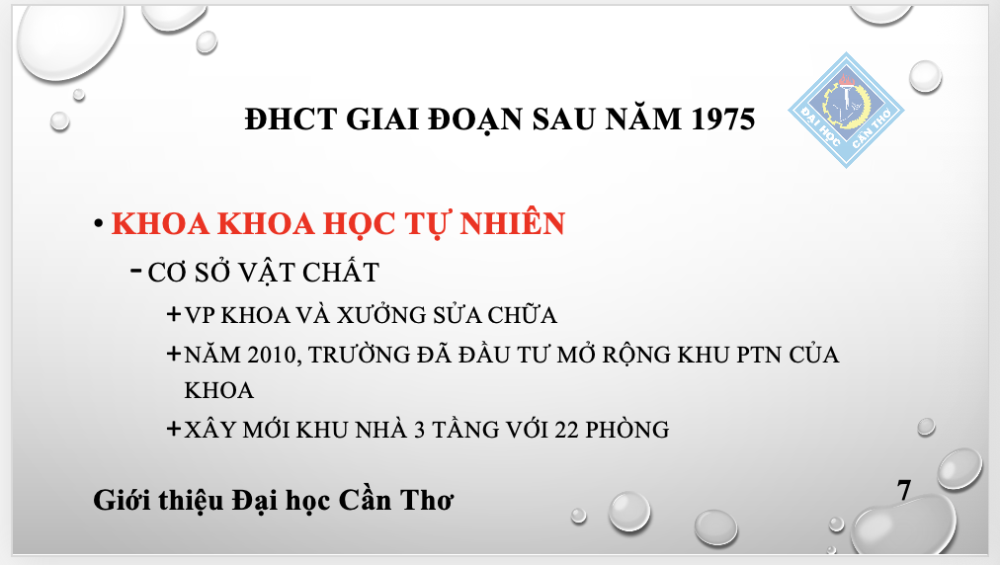 ĐHCT GIAI ĐOẠN SAU NĂM 1975
ĐẠI HỌC CẦN THƠ
• KHOA KHOA HỌC TỰ NHIÊN
- CƠ SỞ VẬT CHẤT
+VP KHOA VÀ XƯỞNG SỬA CHỮA
+NĂM 2010, TRƯỜNG ĐÃ ĐẦU TƯ MỞ RỘNG KHU PTN CỦA
KHOA
+XÂY MỚI KHU NHÀ 3 TẦNG VỚI 22 PHÒNG
Giới thiệu Đại học Cần Thơ
7